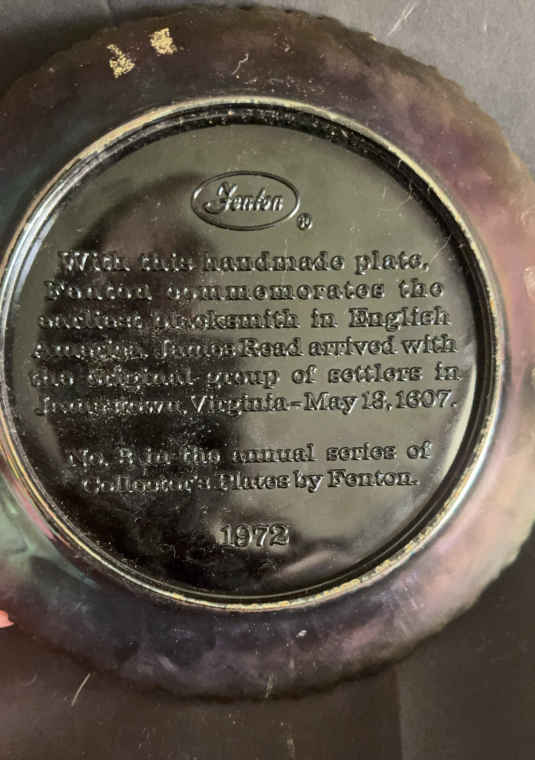 Fenton ®
With this handmade plate,
Fenton commemorates the
earliest blacksmith in English
America. James Read arrived with
the original group of settlers in
Jamestown, Virginia - May 13, 1607.
No. 3 in the annual series of
Collector's Plates by Fenton.
1972